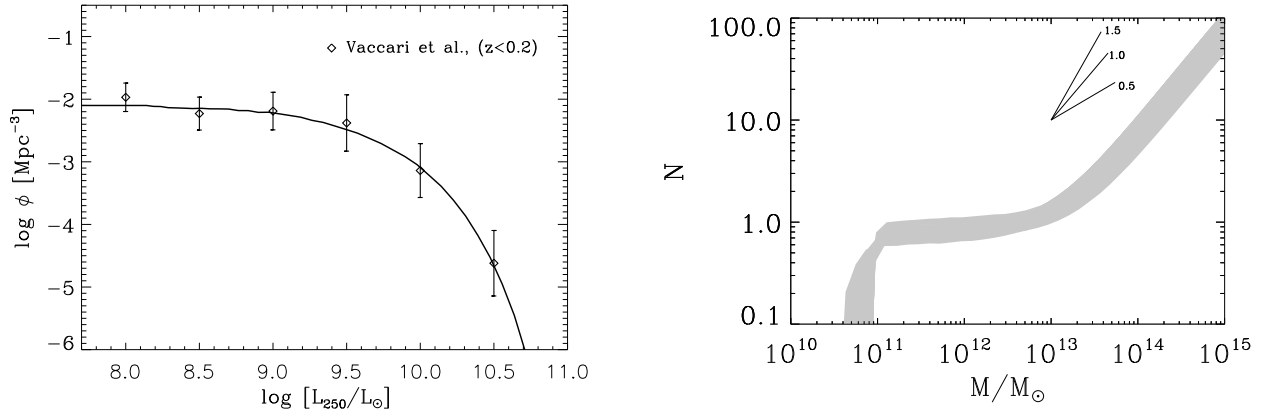 −1
−2
−3
−4
−5
−6
log ϕ [Mpc⁻³]
◇ Vaccari et al., (z<0.2)
8.0 8.5 9.0 9.5 10.0 10.5 11.0
log [L₂₅₀/L☉]
100.0
10.0
1.0
0.1
N
1.5
1.0
0.5
10¹⁰ 10¹¹ 10¹² 10¹³ 10¹⁴ 10¹⁵
M/M☉